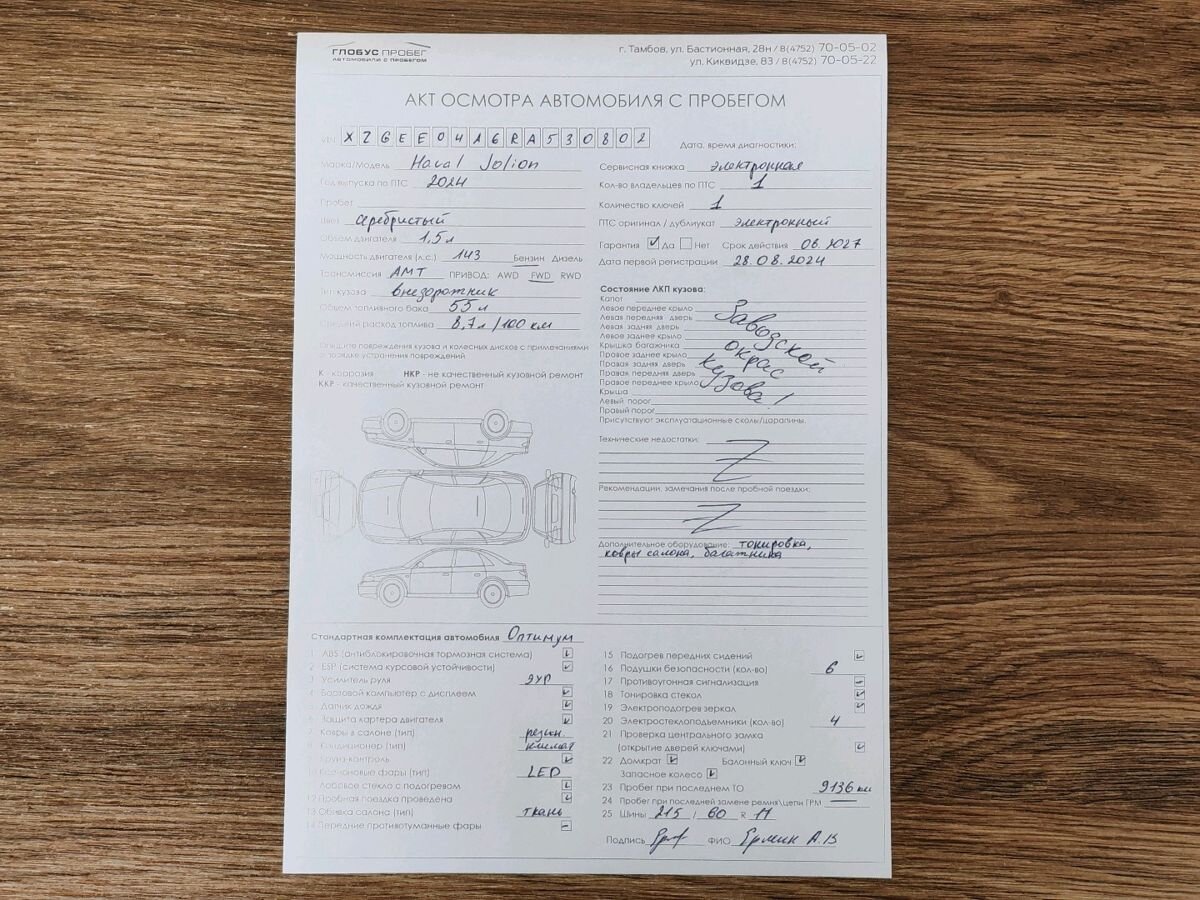 ГЛОБУС ПРОБЕГ
АВТОМОБИЛИ С ПРОБЕГОМ
г. Тамбов, ул. Бастионная, 28н / 8(4752) 70-05-02
ул. Киквидзе, 83 / 8(4752) 70-05-22
АКТ ОСМОТРА АВТОМОБИЛЯ С ПРОБЕГОМ
VIN XZGEE04A6RA530802
Марка/Модель Haval Jolion
Год выпуска по ПТС 2024
Пробег
Цвет серебристый
Объем двигателя 1,5 л
Мощность двигателя (л.с.) 143 Бензин Дизель
Трансмиссия АМТ ПРИВОД: AWD FWD RWD
Тип кузова внедорожник
Объем топливного бака 55 л
Средний расход топлива 8,7 л/100 км
Опишите повреждения кузова и колесных дисков с примечаниями
о порядке устранения повреждений
К - коррозия НКР - не качественный кузовной ремонт
ККР - качественный кузовной ремонт
Дата, время диагностики:
Сервисная книжка электронная
Кол-во владельцев по ПТС 1
Количество ключей 1
ПТС оригинал / дубликат электронный
Гарантия Да Нет Срок действия 08.2027
Дата первой регистрации 28.08.2024
Состояние ЛКП кузова:
Капот
Левое переднее крыло
Левая передняя дверь
Левая задняя дверь
Левое заднее крыло
Крышка багажника
Правое заднее крыло
Правая задняя дверь
Правая передняя дверь
Правое переднее крыло
Крыша
Левый порог
Правый порог
Заводской
окрас
кузова!
Присутствуют эксплуатационные сколы/царапины.
Технические недостатки: Z
Рекомендации, замечания после пробной поездки:
Z
Дополнительное оборудование: тонировка,
ковры салона, багажника
Стандартная комплектация автомобиля Оптимум
1 ABS (антиблокировочная тормозная система)
2 ESP (система курсовой устойчивости)
3 Усилитель руля ЭУР
4 Бортовой компьютер с дисплеем
5 Датчик дождя
6 Защита картера двигателя
7 Ковры в салоне (тип) резин.
8 Кондиционер (тип) климат
9 Круиз-контроль
10 Ксеноновые фары (тип) LED
11 Лобовое стекло с подогревом
12 Пробная поездка проведена
13 Обивка салона (тип) ткань
14 Передние противотуманные фары
15 Подогрев передних сидений
16 Подушки безопасности (кол-во) 6
17 Противоугонная сигнализация
18 Тонировка стекол
19 Электроподогрев зеркал
20 Электростеклоподъемники (кол-во) 4
21 Проверка центрального замка
(открытие дверей ключами)
22 Домкрат Балонный ключ
Запасное колесо
23 Пробег при последнем ТО 9136 км
24 Пробег при последней замене ремня\цепи ГРМ —
25 Шины 215 / 60 R 17
Подпись ФИО Ермин А.В